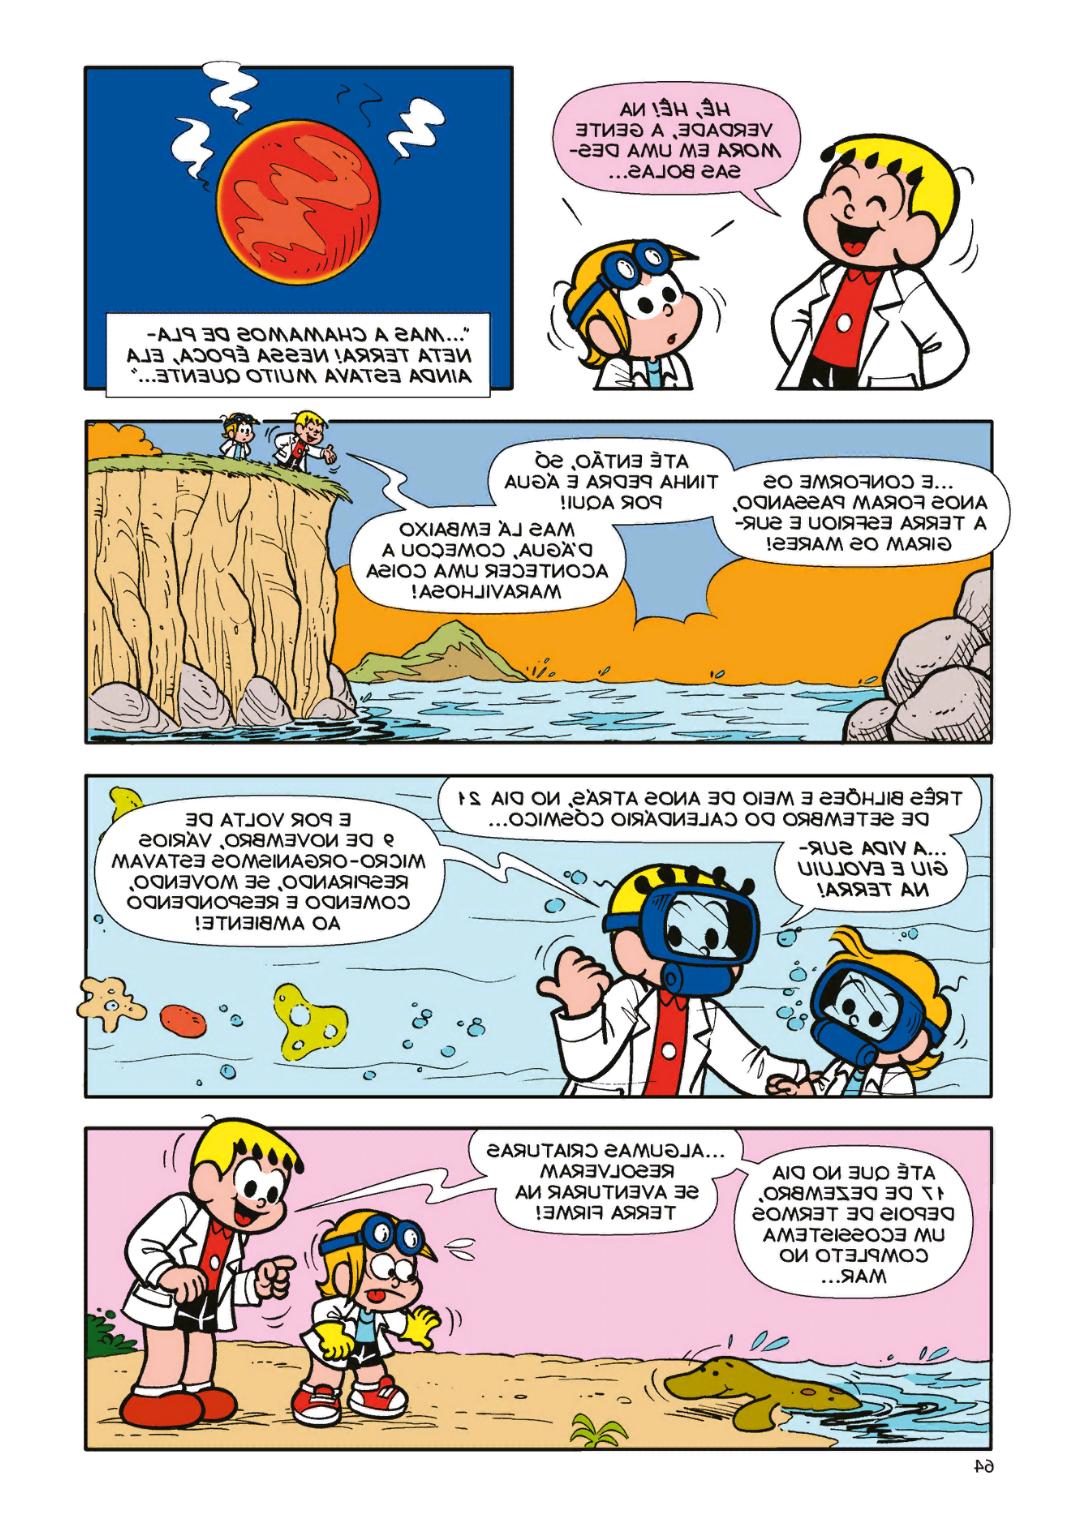 HÊ, HÊ! NA
VERDADE, A GENTE
MORA EM UMA DES-
SAS BOLAS...
"...MAS A CHAMAMOS DE PLA-
NETA TERRA! NESSA ÉPOCA, ELA
AINDA ESTAVA MUITO QUENTE..."
...E CONFORME OS
ANOS FORAM PASSANDO,
A TERRA ESFRIOU E SUR-
GIRAM OS MARES!
ATÉ ENTÃO, SÓ
TINHA PEDRA E ÁGUA
POR AQUI!
MAS LÁ EMBAIXO
D'ÁGUA, COMEÇOU A
ACONTECER UMA COISA
MARAVILHOSA!
TRÊS BILHÕES E MEIO DE ANOS ATRÁS, NO DIA 21
DE SETEMBRO DO CALENDÁRIO CÓSMICO...
...A VIDA SUR-
GIU E EVOLUIU
NA TERRA!
E POR VOLTA DE
9 DE NOVEMBRO, VÁRIOS
MICRO-ORGANISMOS ESTAVAM
RESPIRANDO, SE MOVENDO,
COMENDO E RESPONDENDO
AO AMBIENTE!
ATÉ QUE NO DIA
17 DE DEZEMBRO,
DEPOIS DE TERMOS
UM ECOSSISTEMA
COMPLETO NO
MAR...
...ALGUMAS CRIATURAS
RESOLVERAM
SE AVENTURAR NA
TERRA FIRME!
64